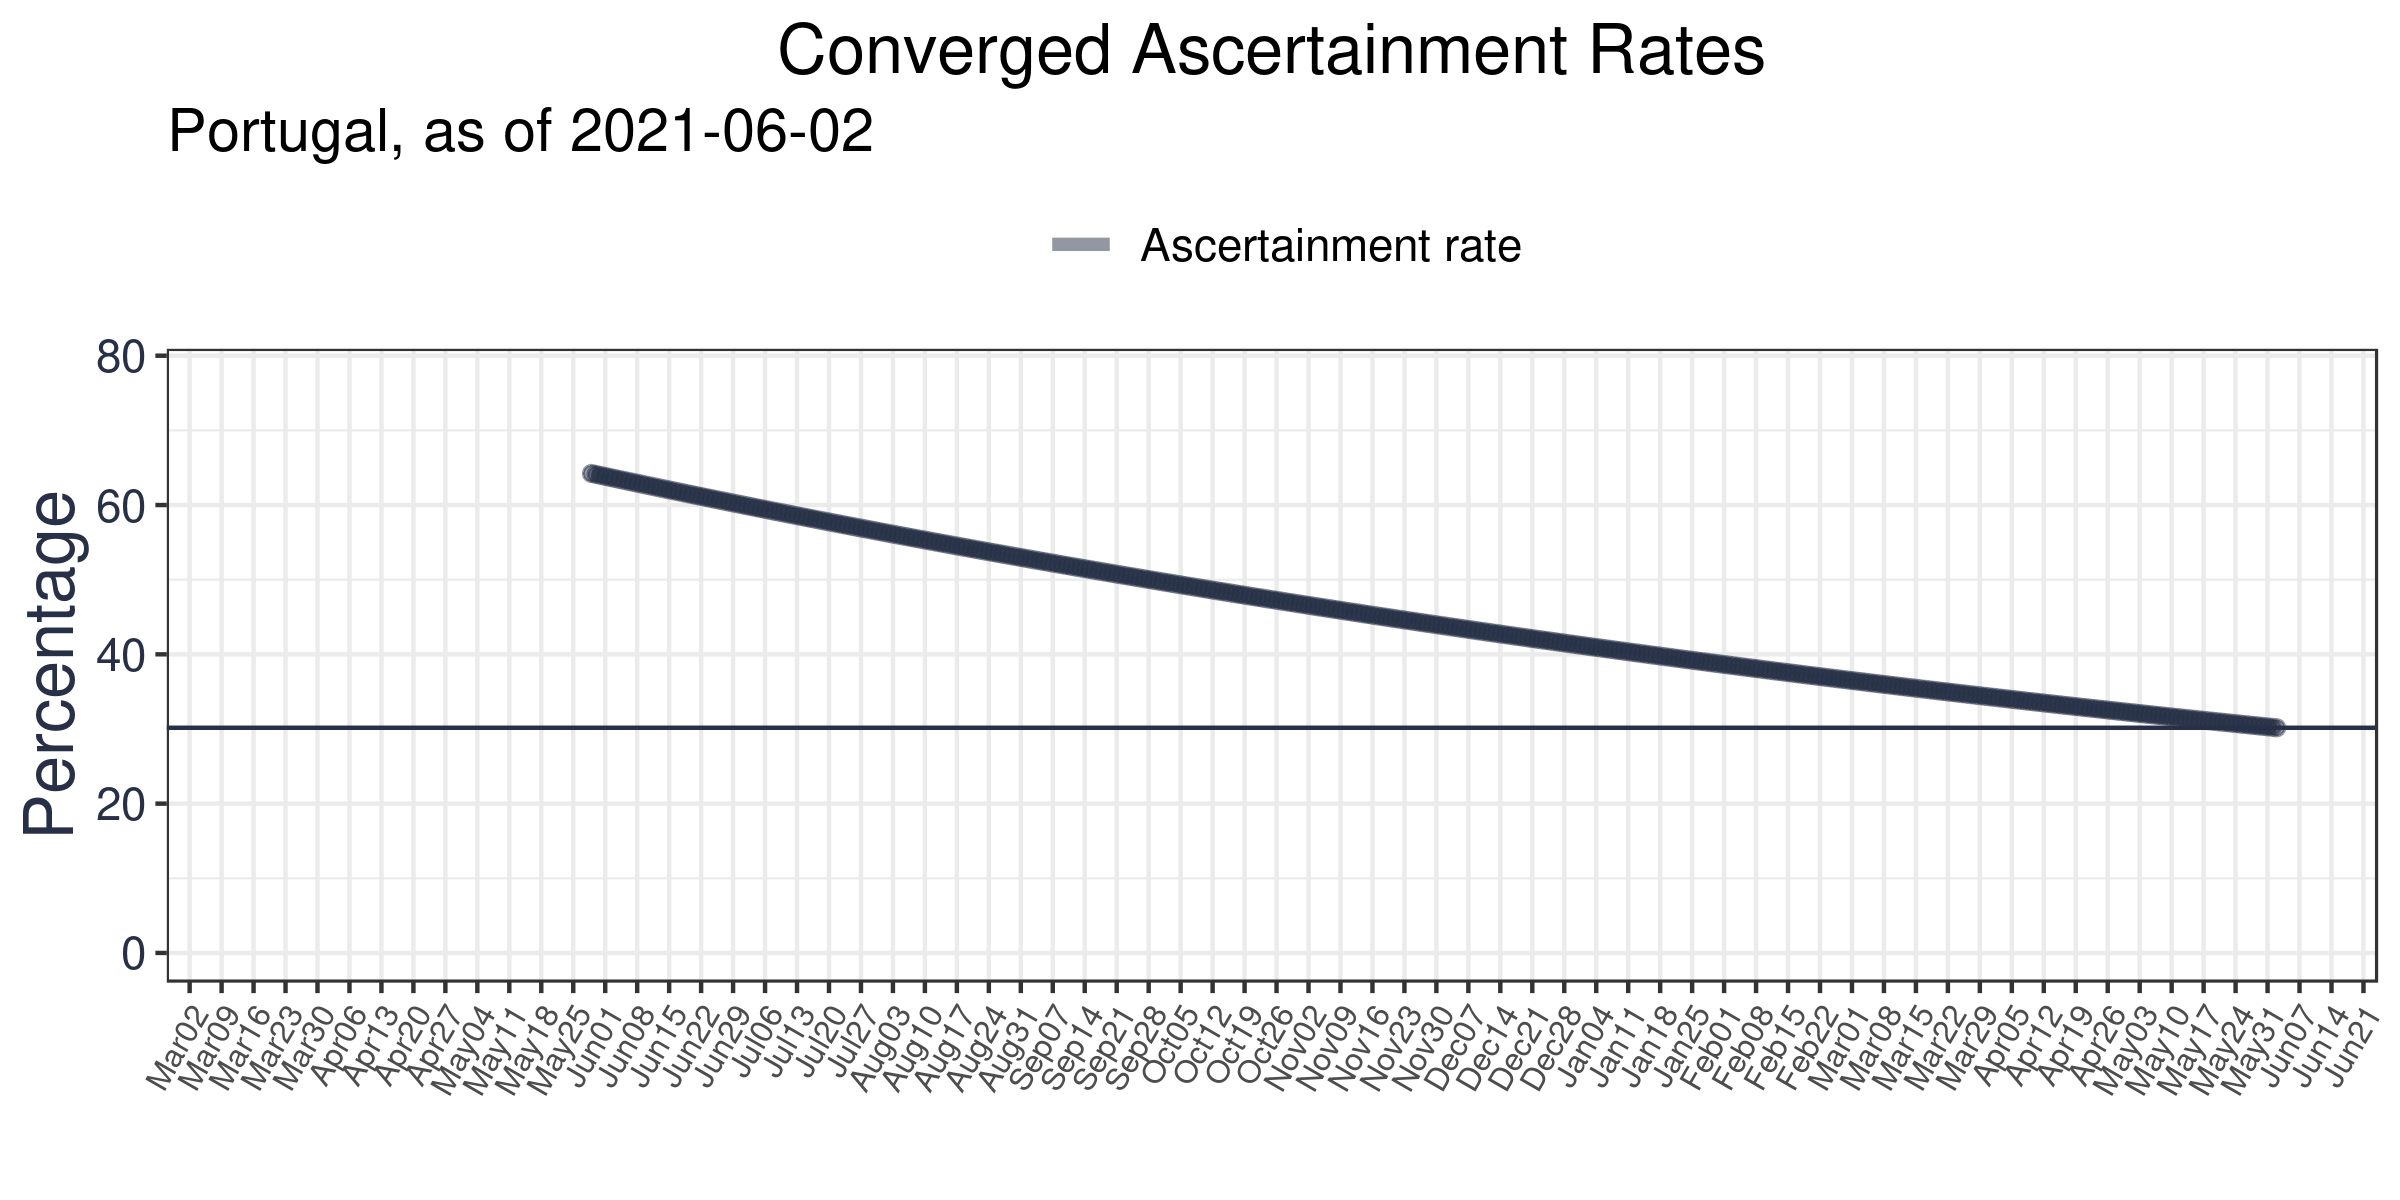 Converged Ascertainment Rates
Portugal, as of 2021-06-02
Ascertainment rate
Percentage
80
60
40
20
0
Mar02 Mar09 Mar16 Mar23 Mar30 Apr06 Apr13 Apr20 Apr27 May04 May11 May18 May25 Jun01 Jun08 Jun15 Jun22 Jun29 Jul06 Jul13 Jul20 Jul27 Aug03 Aug10 Aug17 Aug24 Aug31 Sep07 Sep14 Sep21 Sep28 Oct05 Oct12 Oct19 Oct26 Nov02 Nov09 Nov16 Nov23 Nov30 Dec07 Dec14 Dec21 Dec28 Jan04 Jan11 Jan18 Jan25 Feb01 Feb08 Feb15 Feb22 Mar01 Mar08 Mar15 Mar22 Mar29 Apr05 Apr12 Apr19 Apr26 May03 May10 May17 May24 May31 Jun07 Jun14 Jun21